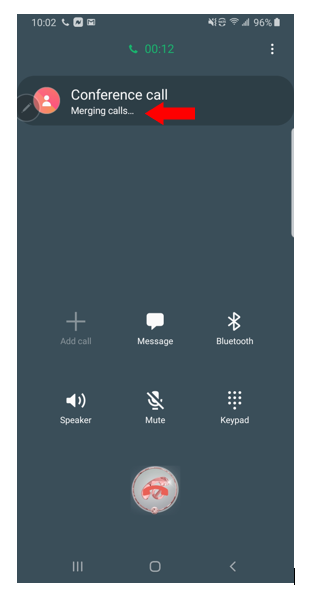 10:02 96%
00:12
Conference call
Merging calls...
Add call Message Bluetooth
Speaker Mute Keypad